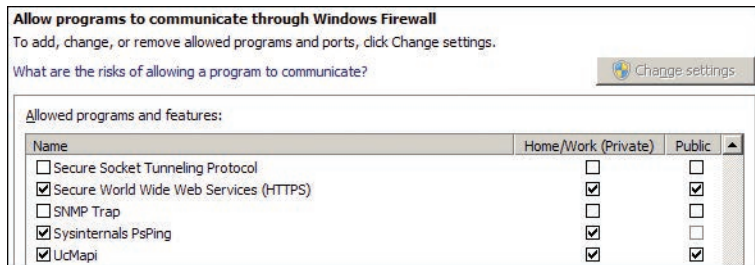 Allow programs to communicate through Windows Firewall
To add, change, or remove allowed programs and ports, click Change settings.
What are the risks of allowing a program to communicate?
Change settings
Allowed programs and features:
Name Home/Work (Private) Public
Secure Socket Tunneling Protocol
Secure World Wide Web Services (HTTPS)
SNMP Trap
Sysinternals PsPing
UcMapi